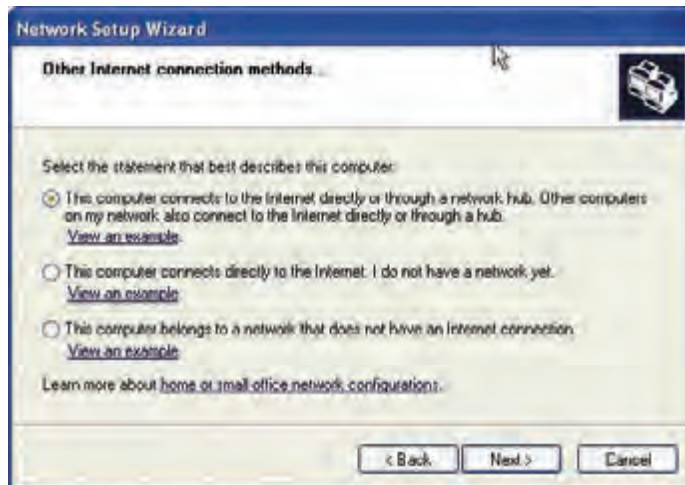 Network Setup Wizard
Other Internet connection methods...
Select the statement that best describes this computer:
This computer connects to the Internet directly or through a network hub. Other computers
on my network also connect to the Internet directly or through a hub.
View an example.
This computer connects directly to the Internet. I do not have a network yet.
View an example
This computer belongs to a network that does not have an Internet connection.
View an example
Learn more about home or small office network configurations.
< Back
Next >
Cancel